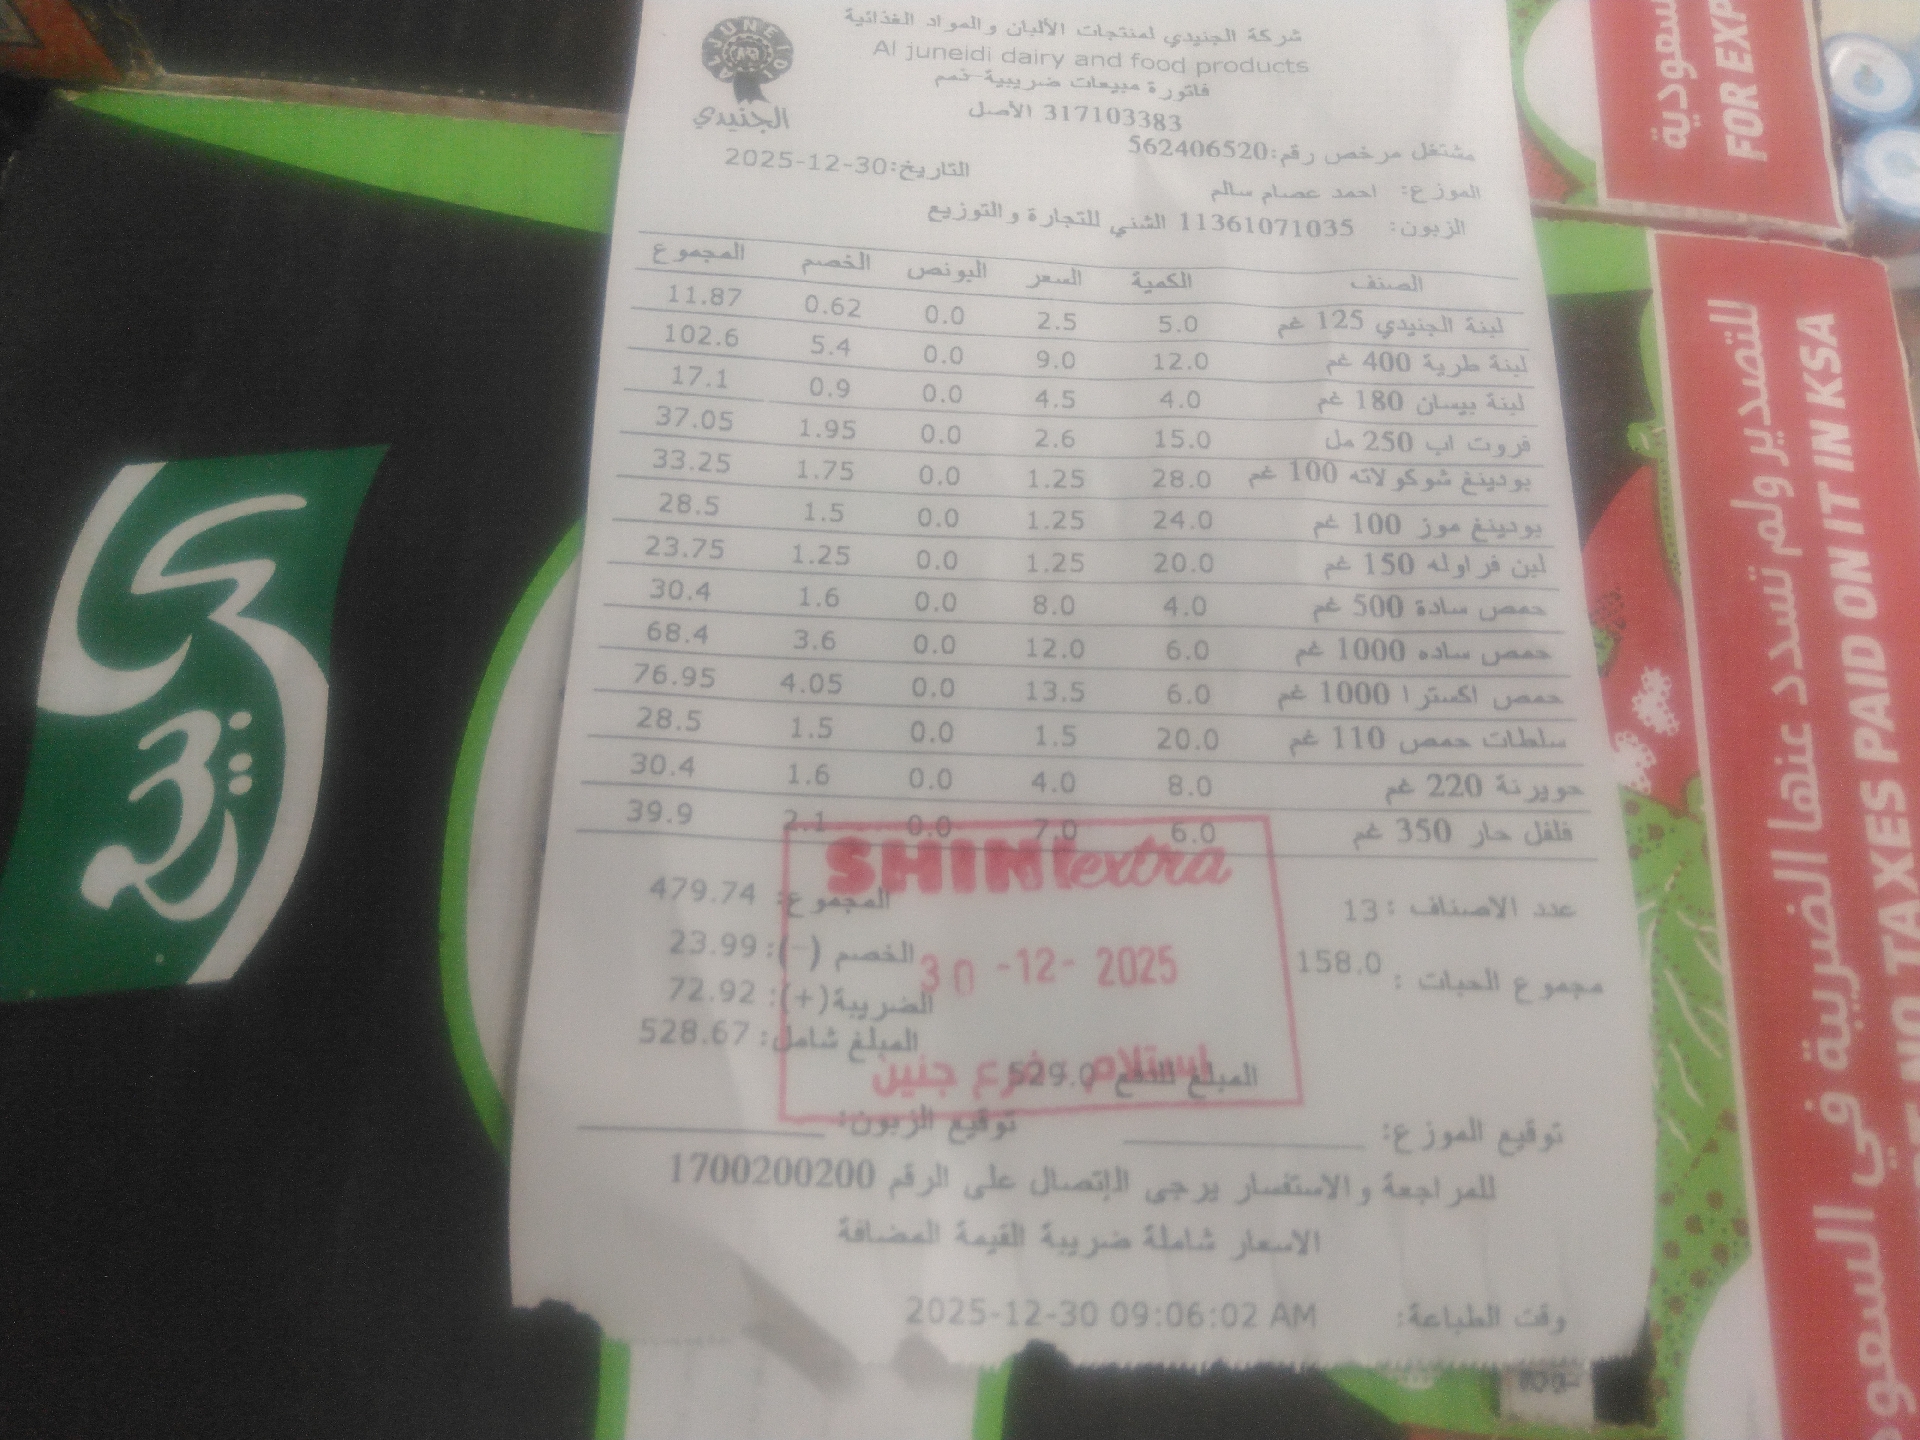 JUNEIDI
AL
الجنيدي
شركة الجنيدي لمنتجات الألبان والمواد الغذائية
Al juneidi dairy and food products
فاتورة مبيعات ضريبية-نمم
317103383 الأصل
مشتغل مرخص رقم:562406520
التاريخ:30-12-2025
الموزع: احمد عصام سالم
الزبون: 11361071035 الشني للتجارة والتوزيع
الصنف الكمية السعر البونص الخصم المجموع
لبنة الجنيدي 125 غم 5.0 2.5 0.0 0.62 11.87
لبنة طرية 400 غم 12.0 9.0 0.0 5.4 102.6
لبنة بيسان 180 غم 4.0 4.5 0.0 0.9 17.1
فروت اب 250 مل 15.0 2.6 0.0 1.95 37.05
بودينغ شوكولاته 100 غم 28.0 1.25 0.0 1.75 33.25
بودينغ موز 100 غم 24.0 1.25 0.0 1.5 28.5
لبن فراوله 150 غم 20.0 1.25 0.0 1.25 23.75
حمص سادة 500 غم 4.0 8.0 0.0 1.6 30.4
حمص ساده 1000 غم 6.0 12.0 0.0 3.6 68.4
حمص اكسترا 1000 غم 6.0 13.5 0.0 4.05 76.95
سلطات حمص 110 غم 20.0 1.5 0.0 1.5 28.5
حويرنة 220 غم 8.0 4.0 0.0 1.6 30.4
فلفل حار 350 غم 6.0 7.0 0.0 2.1 39.9
عدد الاصناف : 13
المجموع: 479.74
مجموع الحبات : 158.0
الخصم (-): 23.99
الضريبة(+): 72.92
المبلغ شامل: 528.67
المبلغ للدفع 529.0
SHINI extra
30 -12- 2025
استلام فرع جنين
توقيع الموزع:
توقيع الزبون:
للمراجعة والاستفسار يرجى الإتصال على الرقم 1700200200
الاسعار شاملة ضريبة القيمة المضافة
وقت الطباعة: 2025-12-30 09:06:02 AM
سعودية
FOR EXP
للتصدير ولم تسدد عنها الضريبة في السعو
NO TAXES PAID ON IT IN KSA
السعو